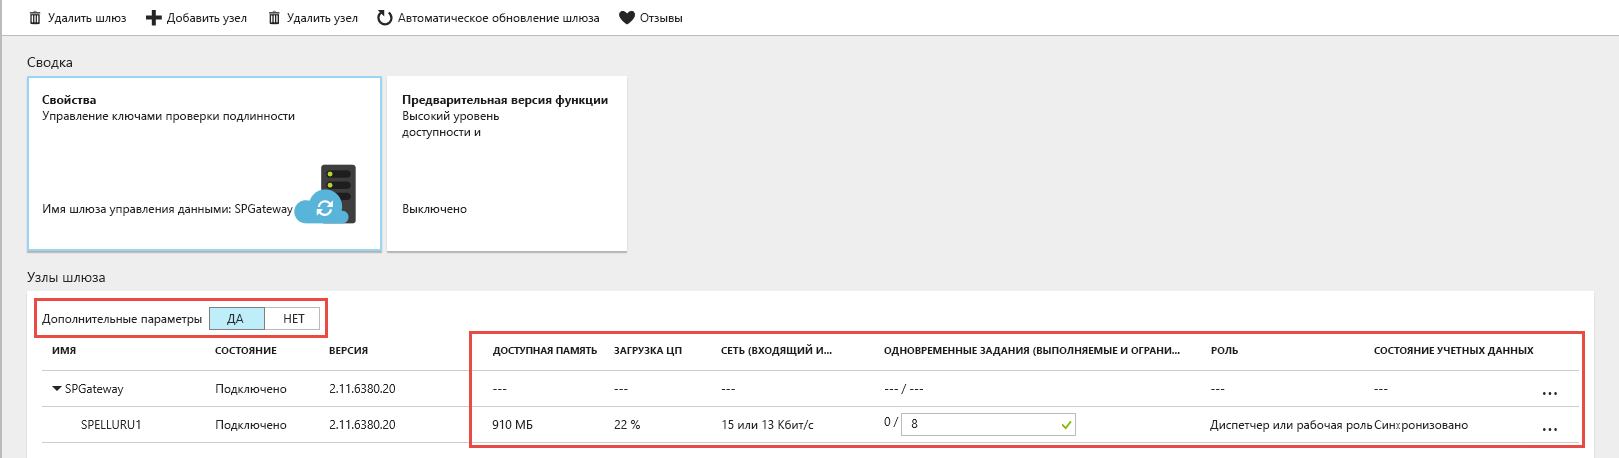 Удалить шлюз Добавить узел Удалить узел Автоматическое обновление шлюза Отзывы
Сводка
Свойства
Управление ключами проверки подлинности
Имя шлюза управления данными: SPGateway
Предварительная версия функции
Высокий уровень
доступности и
Выключено
Узлы шлюза
Дополнительные параметры ДА НЕТ
ИМЯ СОСТОЯНИЕ ВЕРСИЯ ДОСТУПНАЯ ПАМЯТЬ ЗАГРУЗКА ЦП СЕТЬ (ВХОДЯЩИЙ И... ОДНОВРЕМЕННЫЕ ЗАДАНИЯ (ВЫПОЛНЯЕМЫЕ И ОГРАНИ... РОЛЬ СОСТОЯНИЕ УЧЕТНЫХ ДАННЫХ
SPGateway Подключено 2.11.6380.20 --- --- --- --- / --- --- --- ...
SPELLURU1 Подключено 2.11.6380.20 910 МБ 22 % 15 или 13 Кбит/с 0 / 8 Диспетчер или рабочая роль Синхронизовано ...